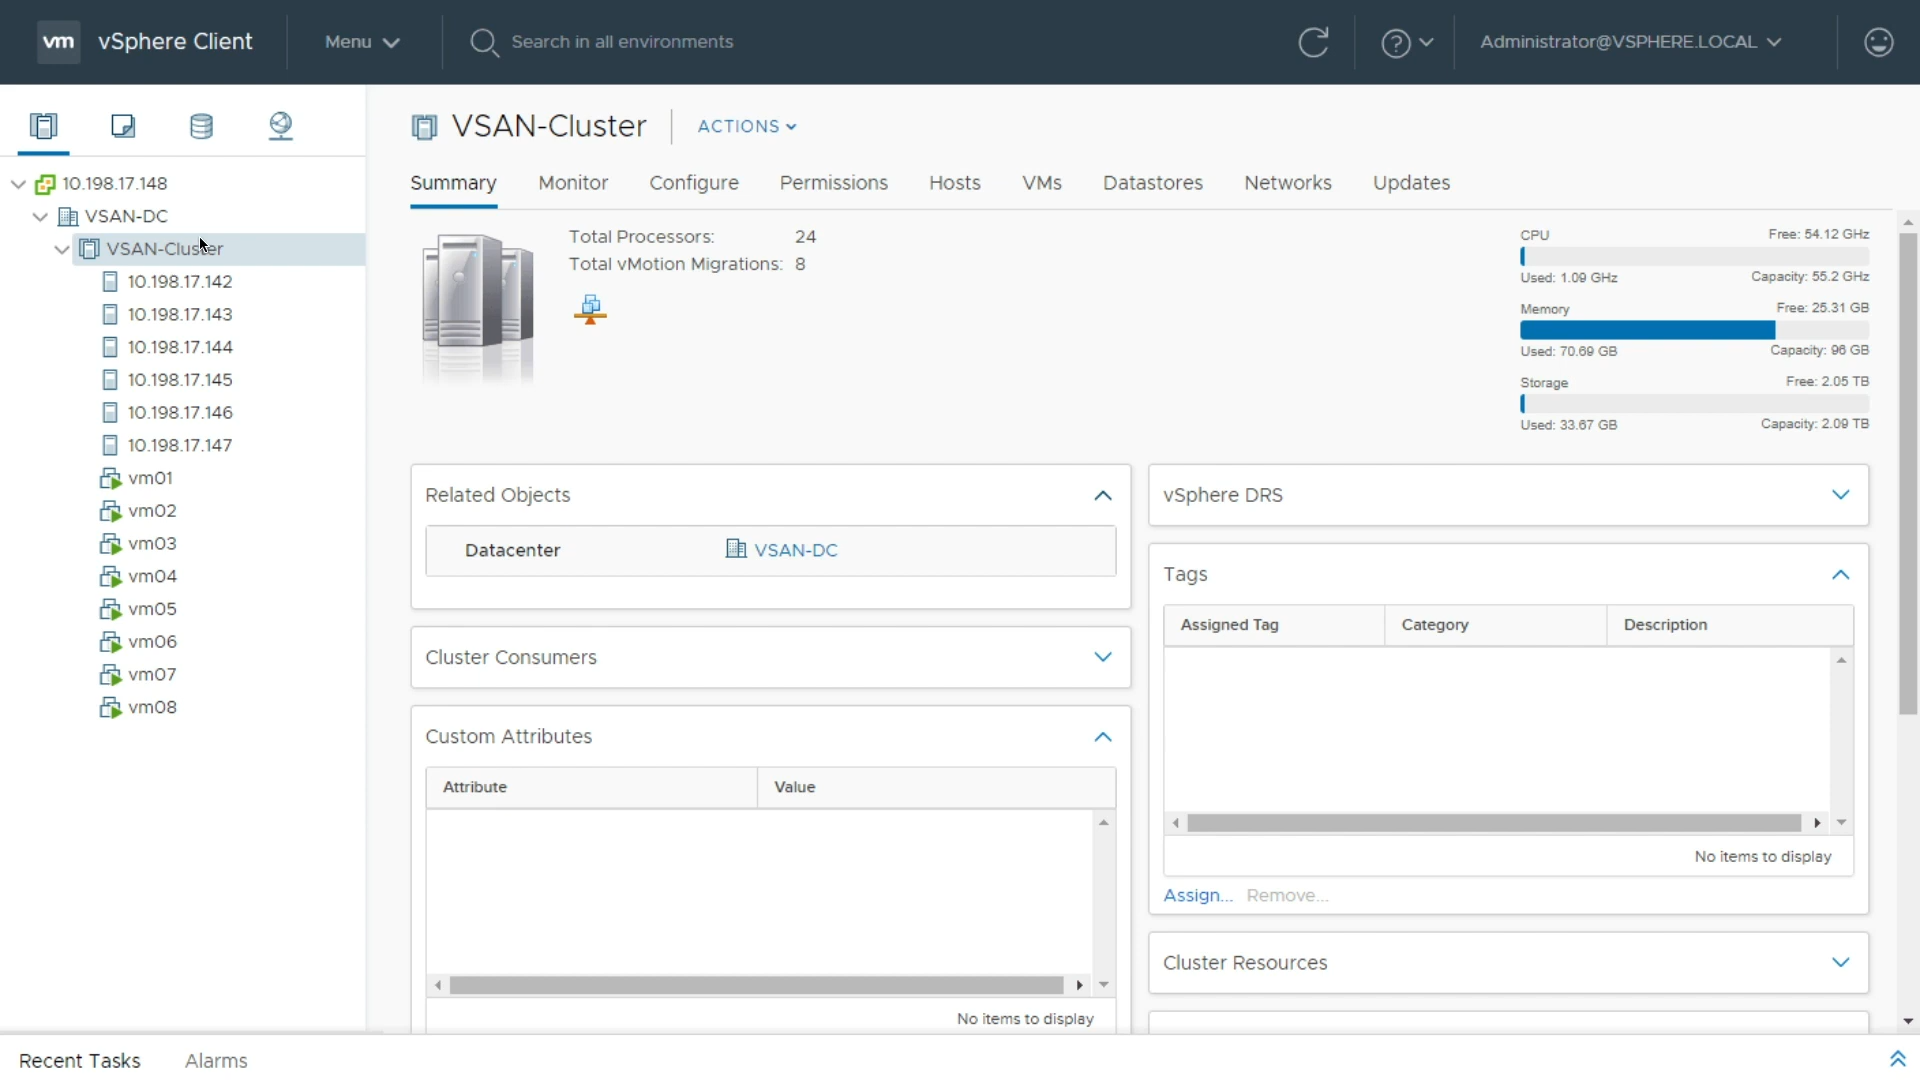 vm vSphere Client Menu Search in all environments Administrator@VSPHERE.LOCAL
VSAN-Cluster ACTIONS
Summary Monitor Configure Permissions Hosts VMs Datastores Networks Updates
10.198.17.148
VSAN-DC
VSAN-Cluster
10.198.17.142
10.198.17.143
10.198.17.144
10.198.17.145
10.198.17.146
10.198.17.147
vm01
vm02
vm03
vm04
vm05
vm06
vm07
vm08
Total Processors: 24
Total vMotion Migrations: 8
CPU Free: 54.12 GHz
Used: 1.09 GHz Capacity: 55.2 GHz
Memory Free: 25.31 GB
Used: 70.69 GB Capacity: 96 GB
Storage Free: 2.05 TB
Used: 33.67 GB Capacity: 2.09 TB
Related Objects
Datacenter VSAN-DC
Cluster Consumers
Custom Attributes
Attribute Value
No items to display
vSphere DRS
Tags
Assigned Tag Category Description
No items to display
Assign... Remove...
Cluster Resources
Recent Tasks Alarms